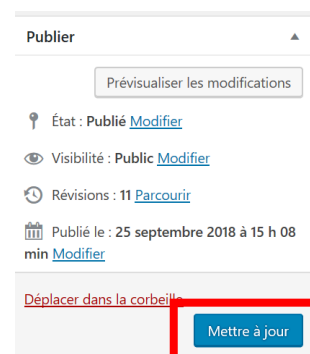 Publier
Prévisualiser les modifications
État : Publié Modifier
Visibilité : Public Modifier
Révisions : 11 Parcourir
Publié le : 25 septembre 2018 à 15 h 08
min Modifier
Déplacer dans la corbeille
Mettre à jour